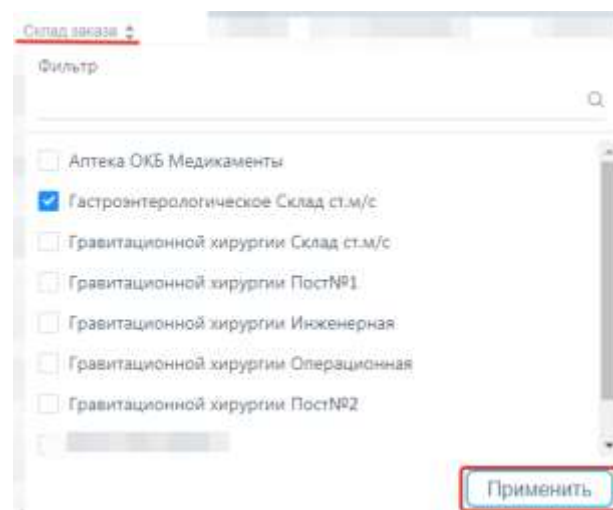 Склад заказа
Фильтр
Аптека ОКБ Медикаменты
Гастроэнтерологическое Склад ст.м/с
Гравитационной хирургии Склад ст.м/с
Гравитационной хирургии Пост№1
Гравитационной хирургии Инженерная
Гравитационной хирургии Операционная
Гравитационной хирургии Пост№2
Применить